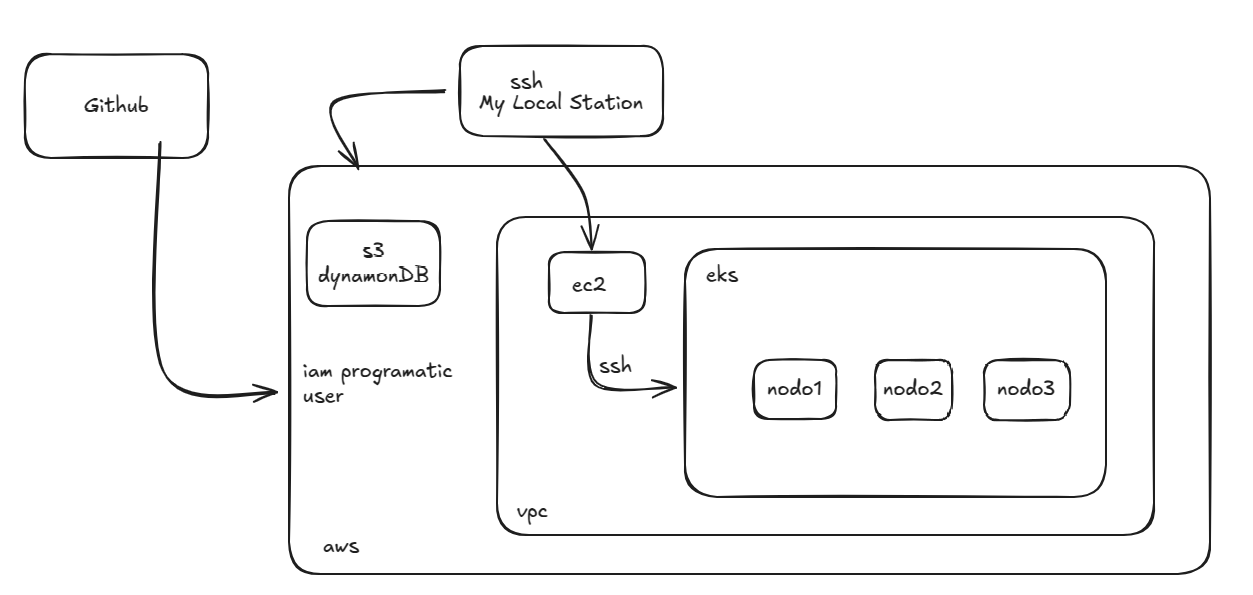 ssh
My Local Station
Github
s3
dynamonDB
eks
ec2
ssh
iam programatic
user
nodo1
nodo2
nodo3
vpc
aws